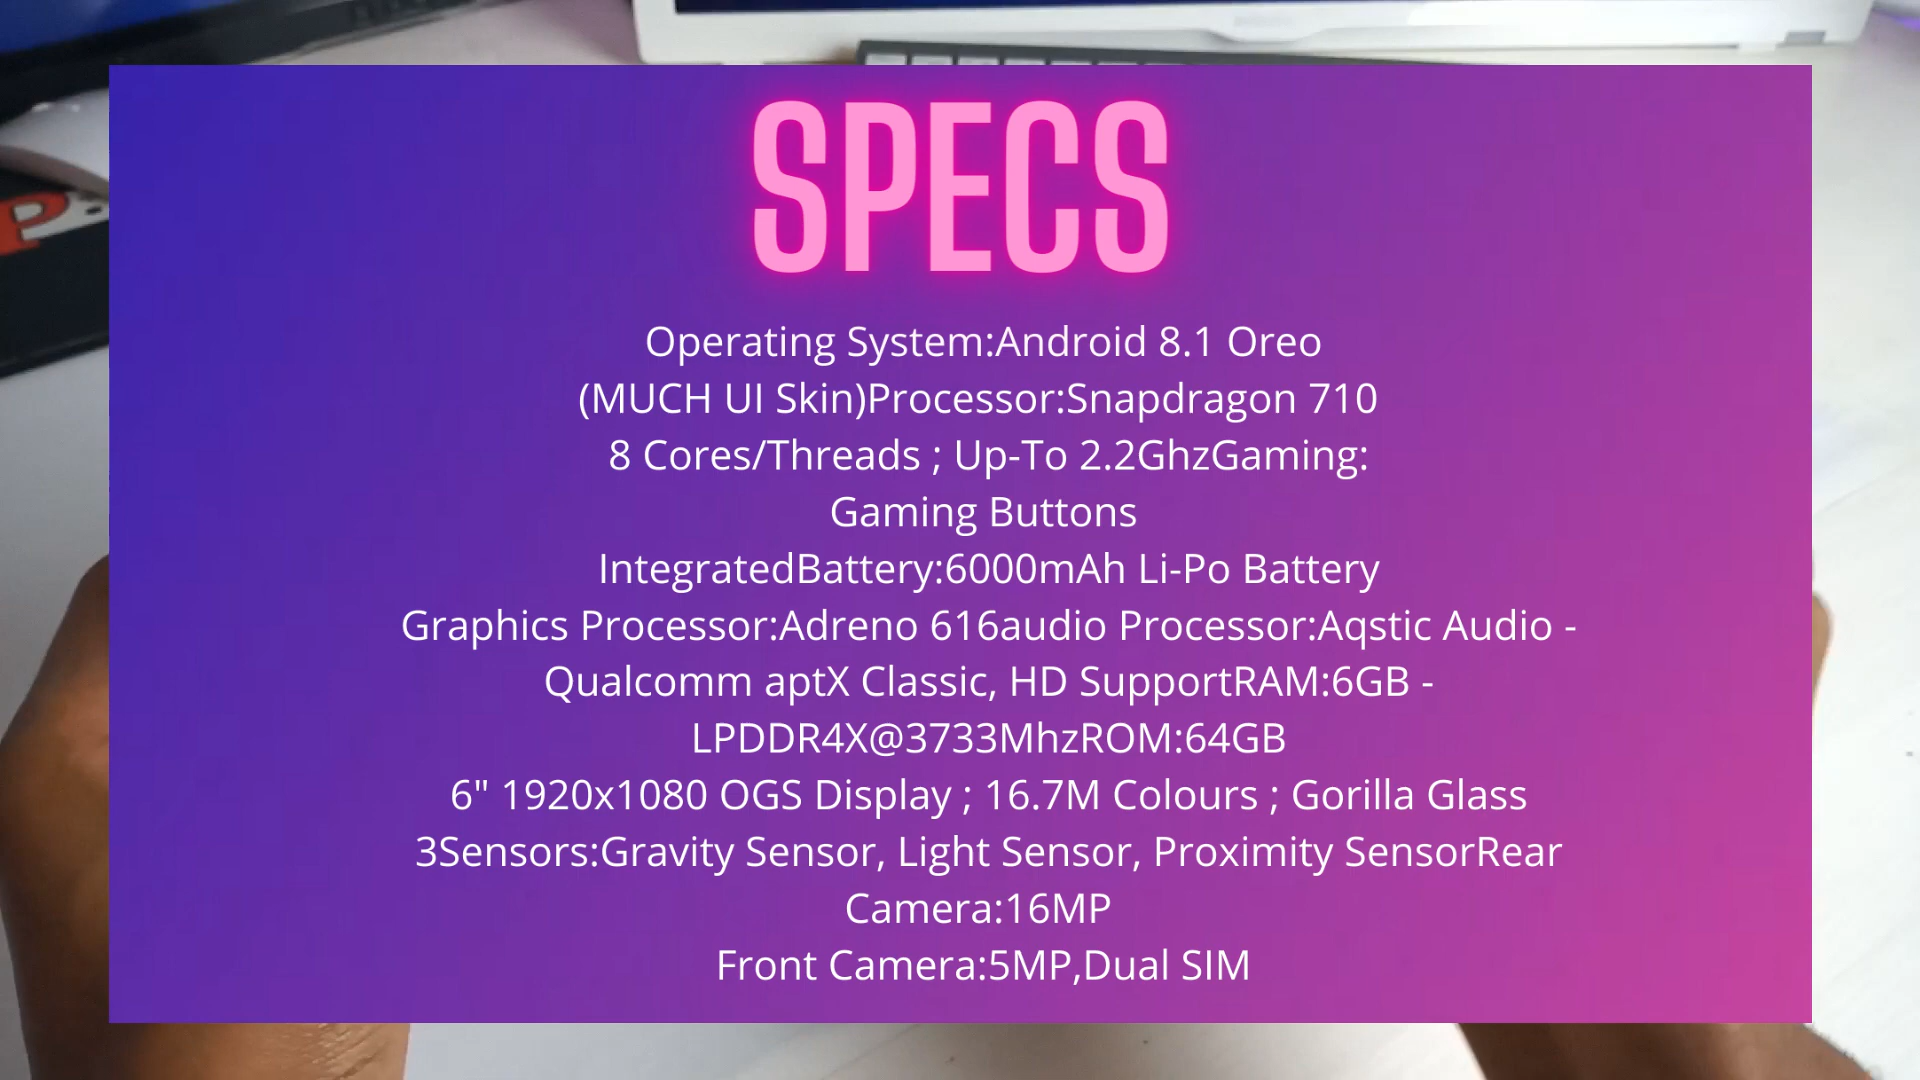 SPECS
Operating System:Android 8.1 Oreo
(MUCH UI Skin)Processor:Snapdragon 710
8 Cores/Threads ; Up-To 2.2GhzGaming:
Gaming Buttons
IntegratedBattery:6000mAh Li-Po Battery
Graphics Processor:Adreno 616audio Processor:Aqstic Audio -
Qualcomm aptX Classic, HD SupportRAM:6GB -
LPDDR4X@3733MhzROM:64GB
6" 1920x1080 OGS Display ; 16.7M Colours ; Gorilla Glass
3Sensors:Gravity Sensor, Light Sensor, Proximity SensorRear
Camera:16MP
Front Camera:5MP,Dual SIM